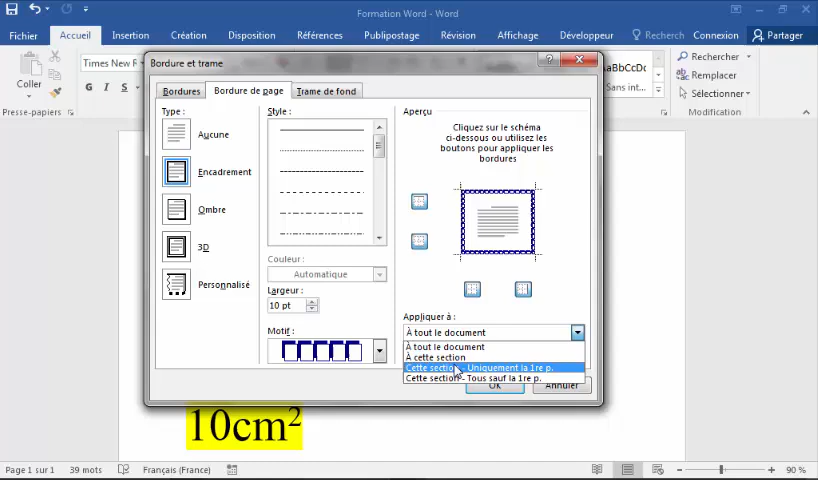 Formation Word - Word
Fichier Accueil Insertion Création Disposition Références Publipostage Révision Affichage Développeur Recherch Connexion Partager
Coller
Times New R
G I S
Presse-papiers
aBbCcD
Sans int...
Rechercher
Remplacer
Sélectionner
Modification
Bordure et trame
Bordures Bordure de page Trame de fond
Type :
Aucune
Encadrement
Ombre
3D
Personnalisé
Style :
Couleur :
Automatique
Largeur :
10 pt
Motif :
Aperçu
Cliquez sur le schéma
ci-dessous ou utilisez les
boutons pour appliquer les
bordures
Appliquer à :
À tout le document
À tout le document
À cette section
Cette section - Uniquement la 1re p.
Cette section - Tous sauf la 1re p.
OK Annuler
10cm²
Page 1 sur 1 39 mots Français (France) 90 %